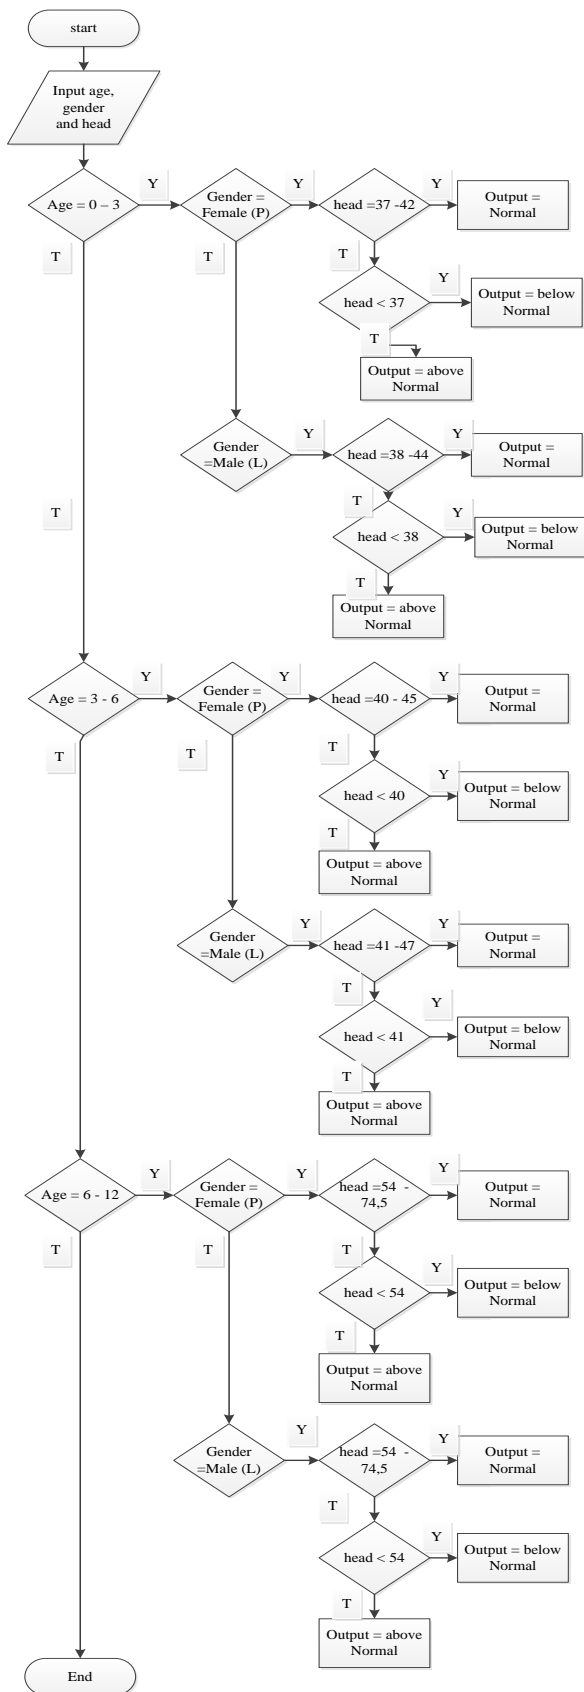 start
Input age,
gender
and head
Age = 0 – 3
Y
Gender =
Female (P)
Y
head =37 -42
Y
Output =
Normal
T
T
T
head < 37
Y
Output = below
Normal
T
Output = above
Normal
Gender
=Male (L)
Y
head =38 -44
Y
Output =
Normal
T
T
head < 38
Y
Output = below
Normal
T
Output = above
Normal
Age = 3 - 6
Y
Gender =
Female (P)
Y
head =40 - 45
Y
Output =
Normal
T
T
T
head < 40
Y
Output = below
Normal
T
Output = above
Normal
Gender
=Male (L)
Y
head =41 -47
Y
Output =
Normal
T
head < 41
Y
Output = below
Normal
T
Output = above
Normal
Age = 6 - 12
Y
Gender =
Female (P)
Y
head =54 -
74,5
Y
Output =
Normal
T
T
T
head < 54
Y
Output = below
Normal
T
Output = above
Normal
Gender
=Male (L)
Y
head =54 -
74,5
Y
Output =
Normal
T
head < 54
Y
Output = below
Normal
T
Output = above
Normal
End